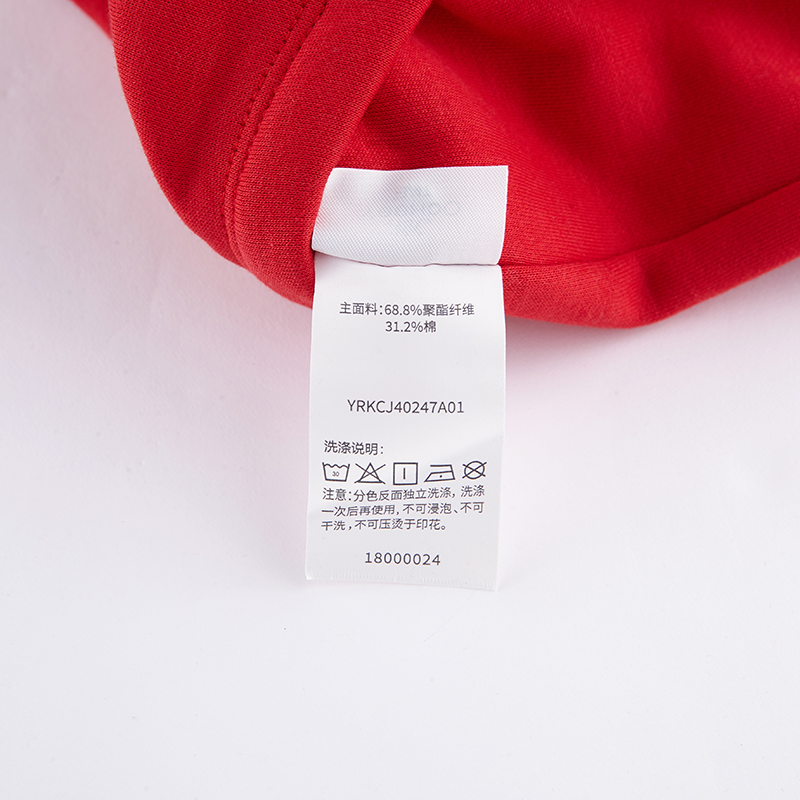 主面料:68.8%聚酯纤维
31.2%棉
YRKCJ40247A01
洗涤说明:
30
注意:分色反面独立洗涤,洗涤
一次后再使用,不可浸泡、不可
干洗,不可压烫于印花。
18000024